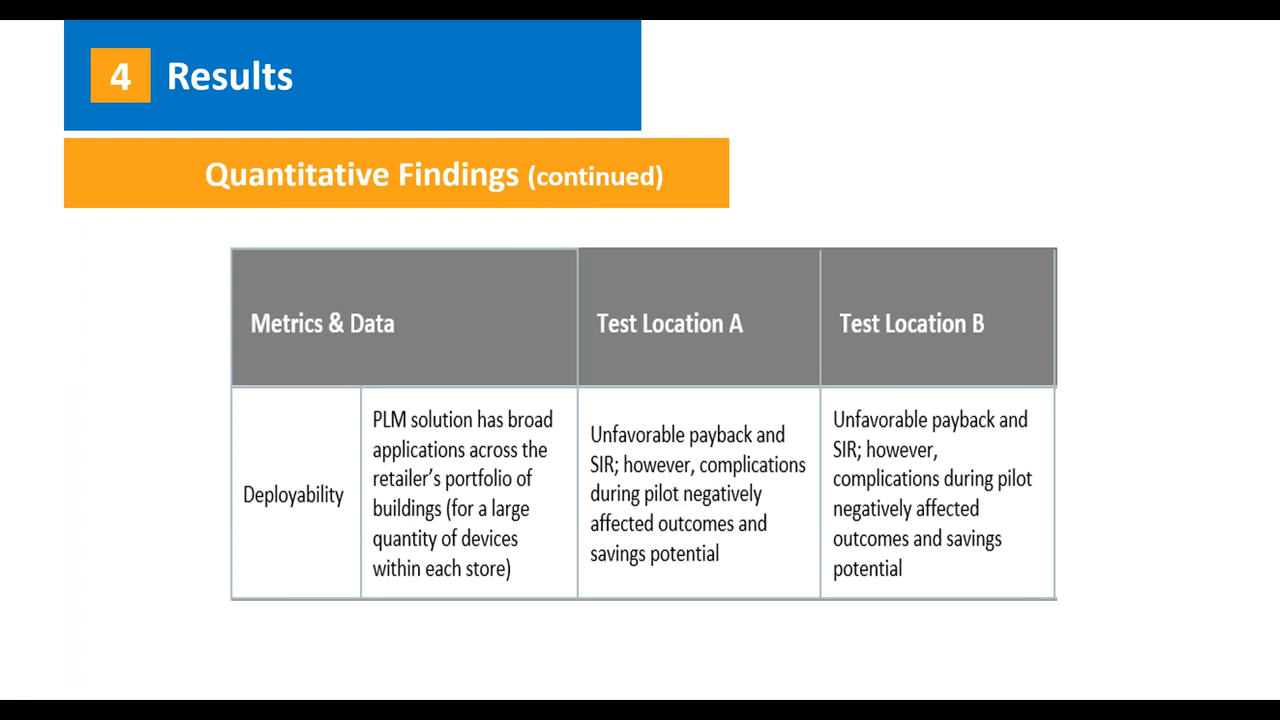 4 Results
Quantitative Findings (continued)
Metrics & Data
Test Location A
Test Location B
Deployability
PLM solution has broad
applications across the
retailer's portfolio of
buildings (for a large
quantity of devices
within each store)
Unfavorable payback and
SIR; however, complications
during pilot negatively
affected outcomes and
savings potential
Unfavorable payback and
SIR; however,
complications during pilot
negatively affected
outcomes and savings
potential